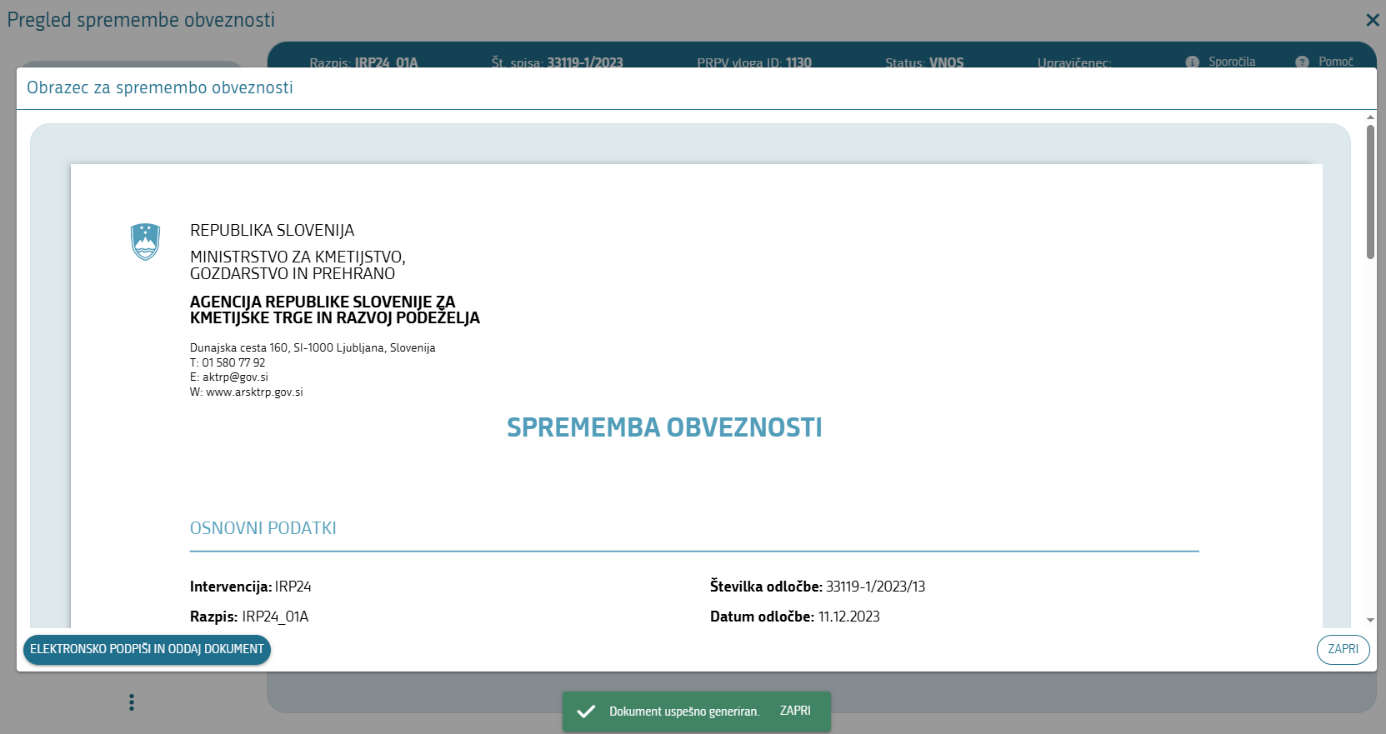 Pregled spremembe obveznosti
Razpis: IRP24_01A Št. spisa: 33119-1/2023 PRPV vloga ID: 1130 Status: VNOS Upravičenec: Sporočila Pomoč
Obrazec za spremembo obveznosti
REPUBLIKA SLOVENIJA
MINISTRSTVO ZA KMETIJSTVO,
GOZDARSTVO IN PREHRANO
AGENCIJA REPUBLIKE SLOVENIJE ZA
KMETIJSKE TRGE IN RAZVOJ PODEŽELJA
Dunajska cesta 160, SI-1000 Ljubljana, Slovenija
T: 01 580 77 92
E: aktrp@gov.si
W: www.arsktrp.gov.si
SPREMEMBA OBVEZNOSTI
OSNOVNI PODATKI
Intervencija: IRP24 Številka odločbe: 33119-1/2023/13
Razpis: IRP24_01A Datum odločbe: 11.12.2023
ELEKTRONSKO PODPIŠI IN ODDAJ DOKUMENT ZAPRI
Dokument uspešno generiran. ZAPRI